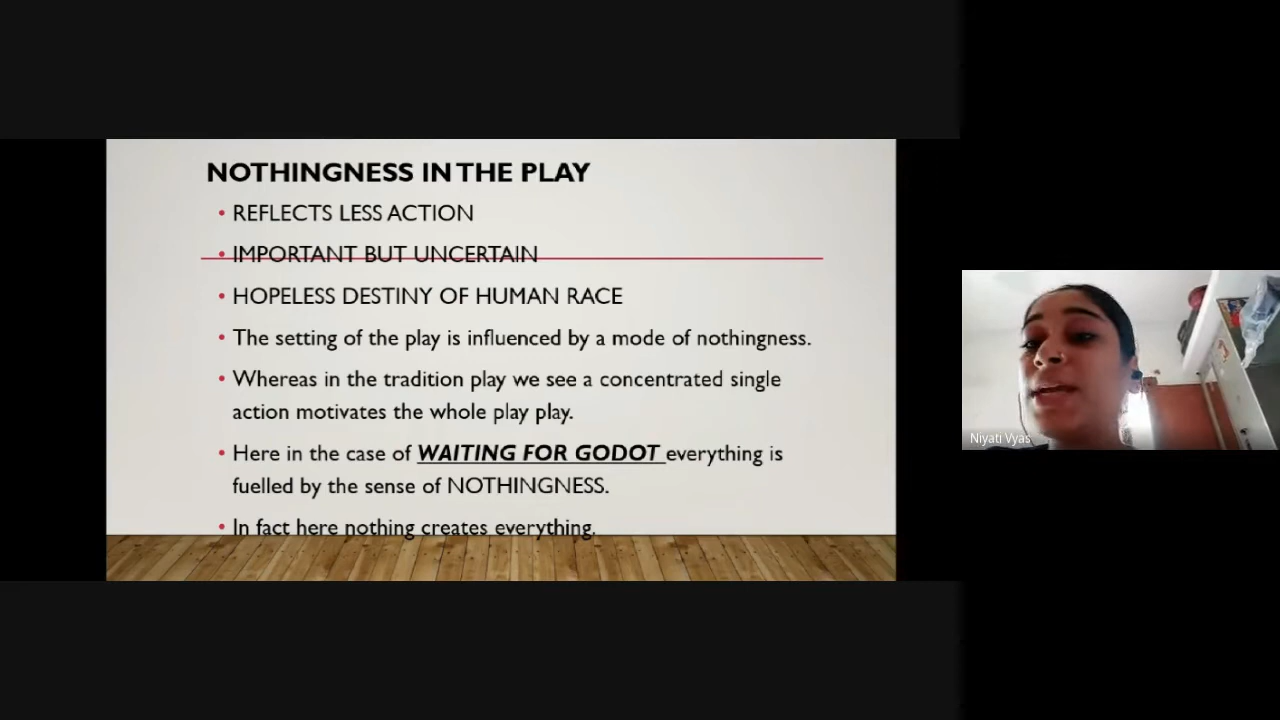 NOTHINGNESS IN THE PLAY
• REFLECTS LESS ACTION
• IMPORTANT BUT UNCERTAIN
• HOPELESS DESTINY OF HUMAN RACE
• The setting of the play is influenced by a mode of nothingness.
• Whereas in the tradition play we see a concentrated single
action motivates the whole play play.
• Here in the case of WAITING FOR GODOT everything is
fuelled by the sense of NOTHINGNESS.
• In fact here nothing creates everything.
Niyati Vyas